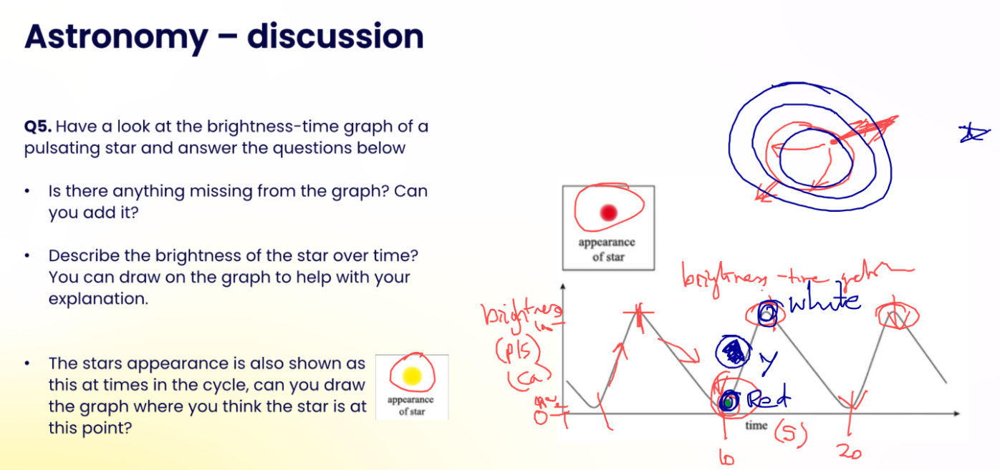 Astronomy – discussion
Q5. Have a look at the brightness-time graph of a
pulsating star and answer the questions below
• Is there anything missing from the graph? Can
you add it?
• Describe the brightness of the star over time?
You can draw on the graph to help with your
explanation.
• The stars appearance is also shown as
this at times in the cycle, can you draw
the graph where you think the star is at
this point?
appearance
of star
appearance
of star
brightness -time
white
brightness
y
Red
0
time (s)
10
20